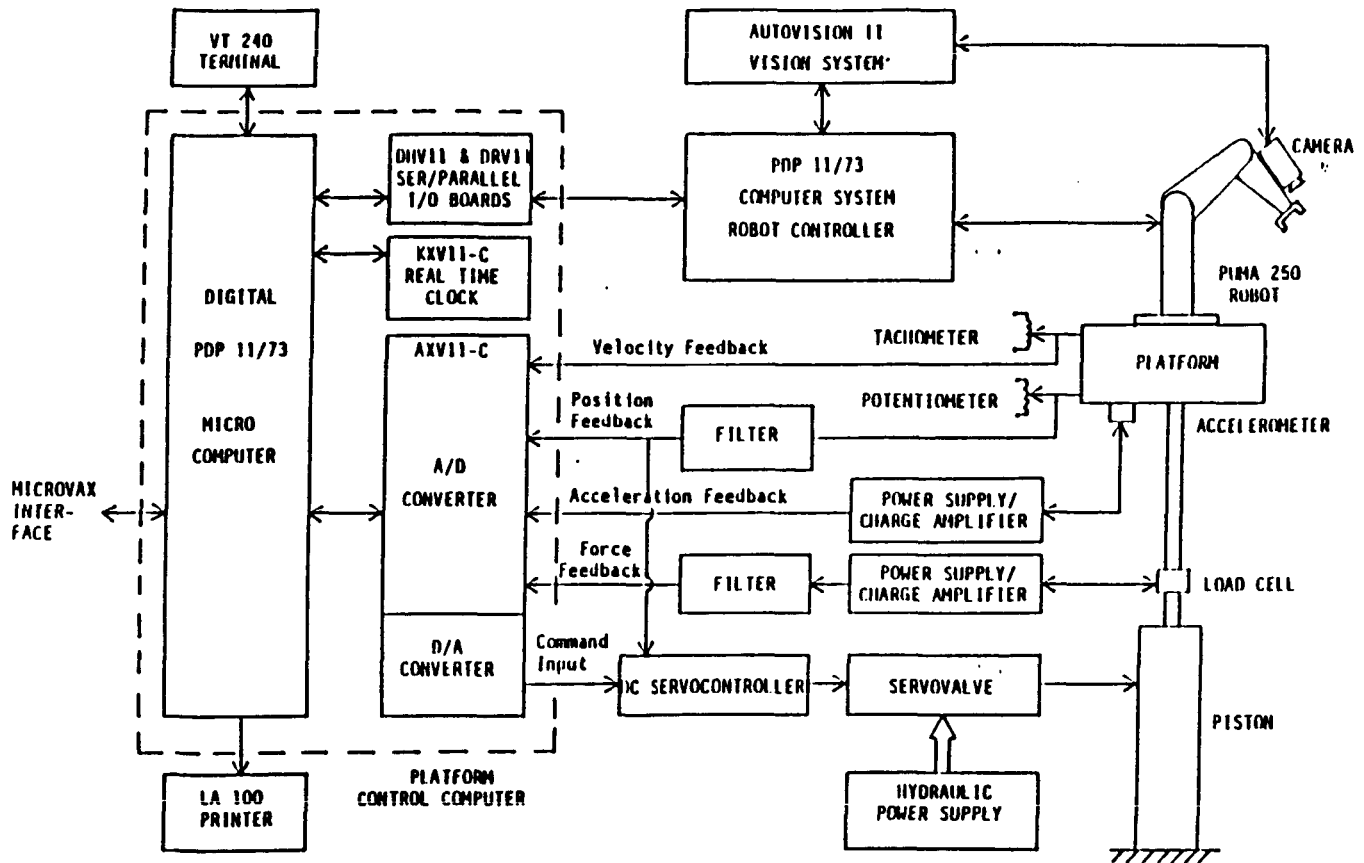 VT 240
TERMINAL
AUTOVISION II
VISION SYSTEM
CAMERA
DHV11 & DRV11
SER/PARALLEL
I/O BOARDS
PDP 11/73
COMPUTER SYSTEM
ROBOT CONTROLLER
KXV11-C
REAL TIME
CLOCK
PUMA 250
ROBOT
DIGITAL
PDP 11/73
MICRO
COMPUTER
AXV11-C
A/D
CONVERTER
Velocity Feedback
TACHOMETER
PLATFORM
Position
Feedback
FILTER
POTENTIOMETER
ACCELEROMETER
MICROVAX
INTER-
FACE
Acceleration Feedback
POWER SUPPLY/
CHARGE AMPLIFIER
Force
Feedback
FILTER
POWER SUPPLY/
CHARGE AMPLIFIER
LOAD CELL
D/A
CONVERTER
Command
Input
DC SERVOCONTROLLER
SERVOVALVE
PISTON
PLATFORM
CONTROL COMPUTER
LA 100
PRINTER
HYDRAULIC
POWER SUPPLY